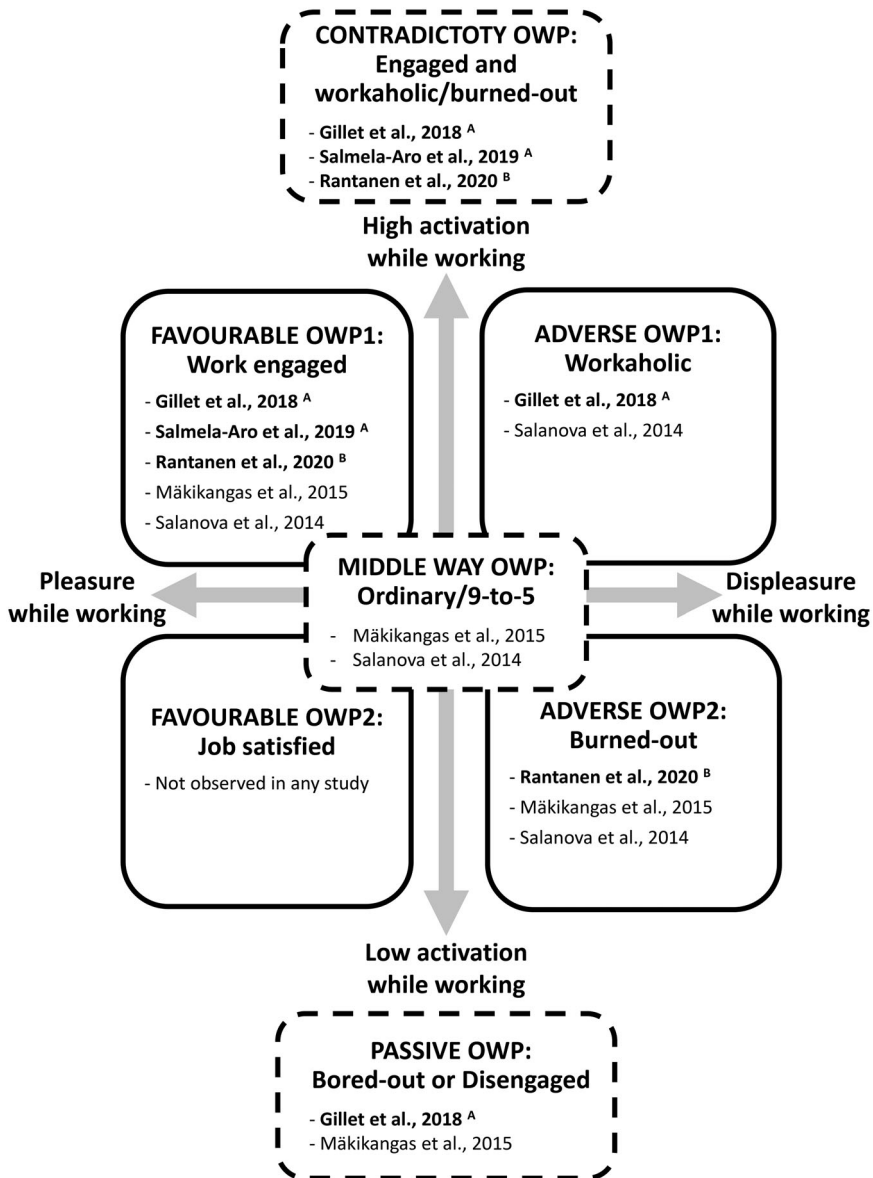 CONTRADICTOTY OWP:
Engaged and
workaholic/burned-out
- Gillet et al., 2018 ᴬ
- Salmela-Aro et al., 2019 ᴬ
- Rantanen et al., 2020 ᴮ
High activation
while working
FAVOURABLE OWP1:
Work engaged
- Gillet et al., 2018 ᴬ
- Salmela-Aro et al., 2019 ᴬ
- Rantanen et al., 2020 ᴮ
- Mäkikangas et al., 2015
- Salanova et al., 2014
ADVERSE OWP1:
Workaholic
- Gillet et al., 2018 ᴬ
- Salanova et al., 2014
Pleasure
while working
MIDDLE WAY OWP:
Ordinary/9-to-5
- Mäkikangas et al., 2015
- Salanova et al., 2014
Displeasure
while working
FAVOURABLE OWP2:
Job satisfied
- Not observed in any study
ADVERSE OWP2:
Burned-out
- Rantanen et al., 2020 ᴮ
- Mäkikangas et al., 2015
- Salanova et al., 2014
Low activation
while working
PASSIVE OWP:
Bored-out or Disengaged
- Gillet et al., 2018 ᴬ
- Mäkikangas et al., 2015